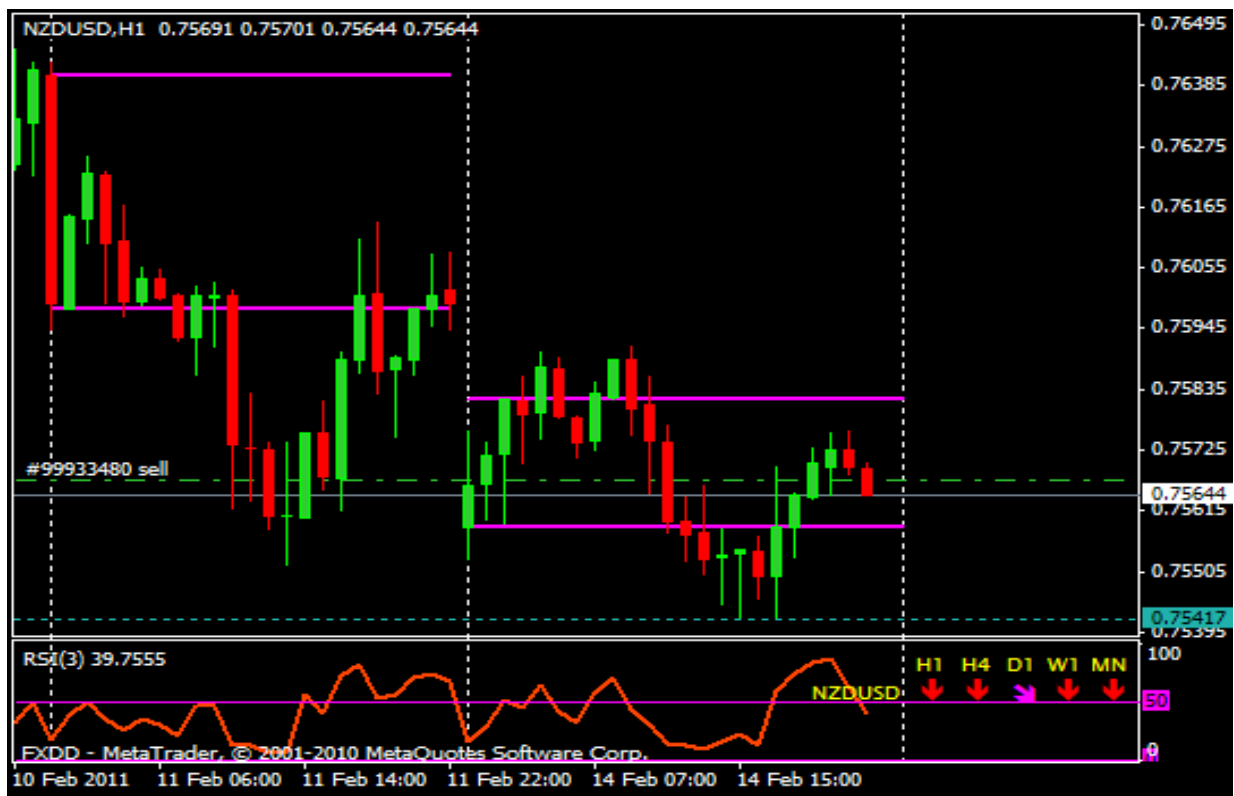 NZDUSD,H1 0.75691 0.75701 0.75644 0.75644
0.76495
0.76385
0.76275
0.76165
0.76055
0.75945
0.75835
0.75725
#99933480 sell
0.75644
0.75615
0.75505
0.75417
0.75395
RSI(3) 39.7555
100
H1 H4 D1 W1 MN
NZDUSD
50
0
FXDD - MetaTrader, © 2001-2010 MetaQuotes Software Corp.
10 Feb 2011 11 Feb 06:00 11 Feb 14:00 11 Feb 22:00 14 Feb 07:00 14 Feb 15:00